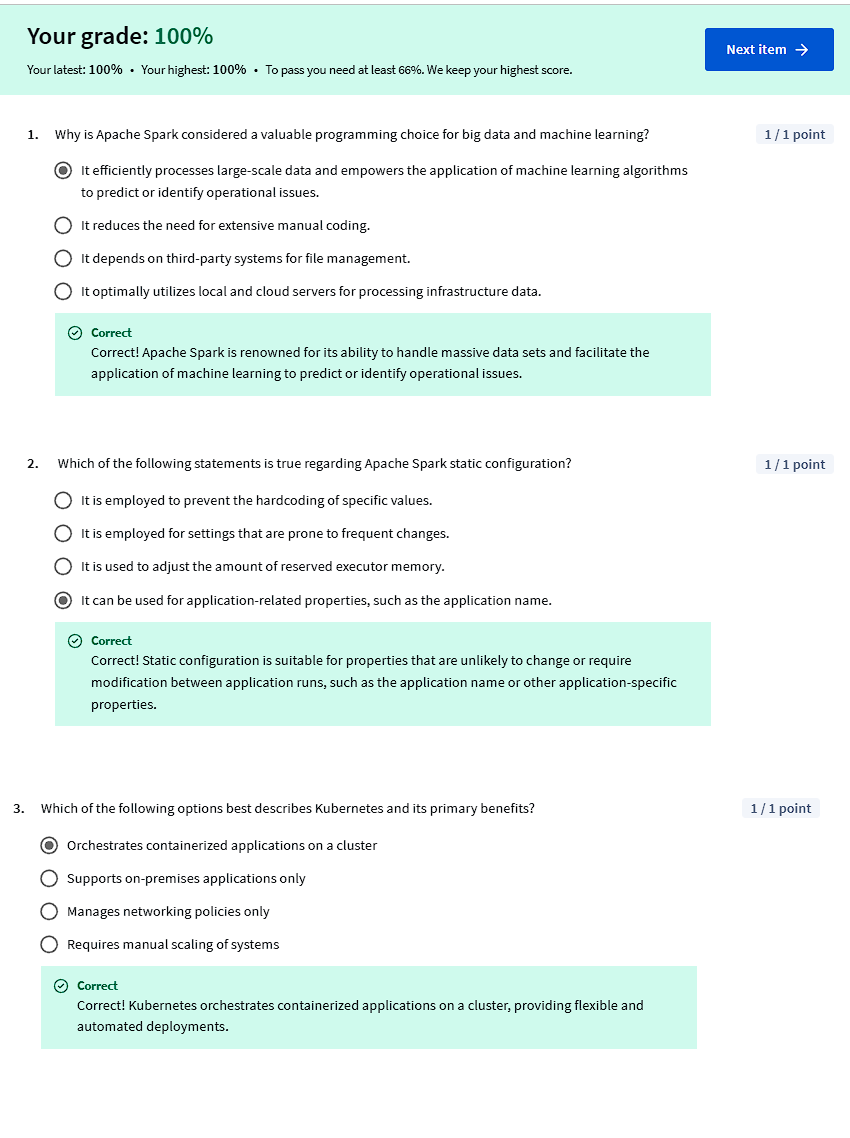 Your grade: 100%
Next item →
Your latest: 100% • Your highest: 100% • To pass you need at least 66%. We keep your highest score.
1. Why is Apache Spark considered a valuable programming choice for big data and machine learning? 1 / 1 point
It efficiently processes large-scale data and empowers the application of machine learning algorithms
to predict or identify operational issues.
It reduces the need for extensive manual coding.
It depends on third-party systems for file management.
It optimally utilizes local and cloud servers for processing infrastructure data.
Correct
Correct! Apache Spark is renowned for its ability to handle massive data sets and facilitate the
application of machine learning to predict or identify operational issues.
2. Which of the following statements is true regarding Apache Spark static configuration? 1 / 1 point
It is employed to prevent the hardcoding of specific values.
It is employed for settings that are prone to frequent changes.
It is used to adjust the amount of reserved executor memory.
It can be used for application-related properties, such as the application name.
Correct
Correct! Static configuration is suitable for properties that are unlikely to change or require
modification between application runs, such as the application name or other application-specific
properties.
3. Which of the following options best describes Kubernetes and its primary benefits? 1 / 1 point
Orchestrates containerized applications on a cluster
Supports on-premises applications only
Manages networking policies only
Requires manual scaling of systems
Correct
Correct! Kubernetes orchestrates containerized applications on a cluster, providing flexible and
automated deployments.